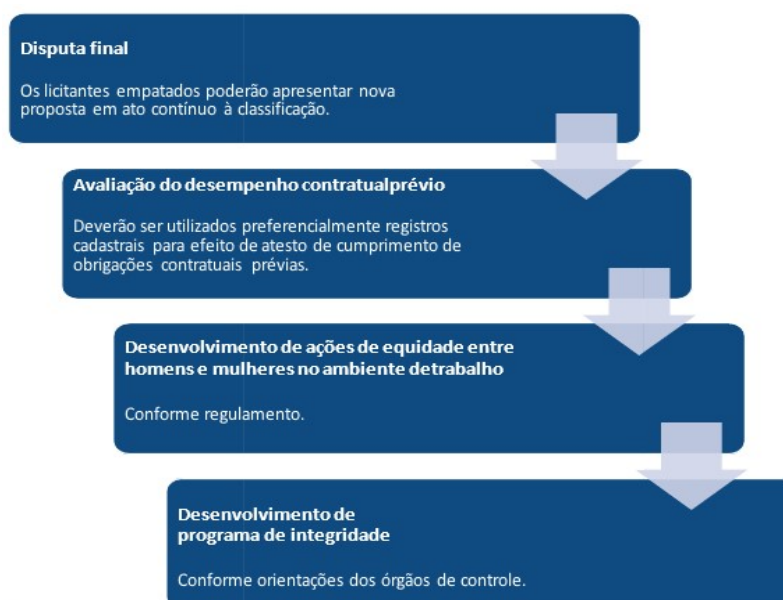 Disputa final
Os licitantes empatados poderão apresentar nova
proposta em ato contínuo à classificação.
Avaliação do desempenho contratualprévio
Deverão ser utilizados preferencialmente registros
cadastrais para efeito de atesto de cumprimento de
obrigações contratuais prévias.
Desenvolvimento de ações de equidade entre
homens e mulheres no ambiente detrabalho
Conforme regulamento.
Desenvolvimento de
programa de integridade
Conforme orientações dos órgãos de controle.